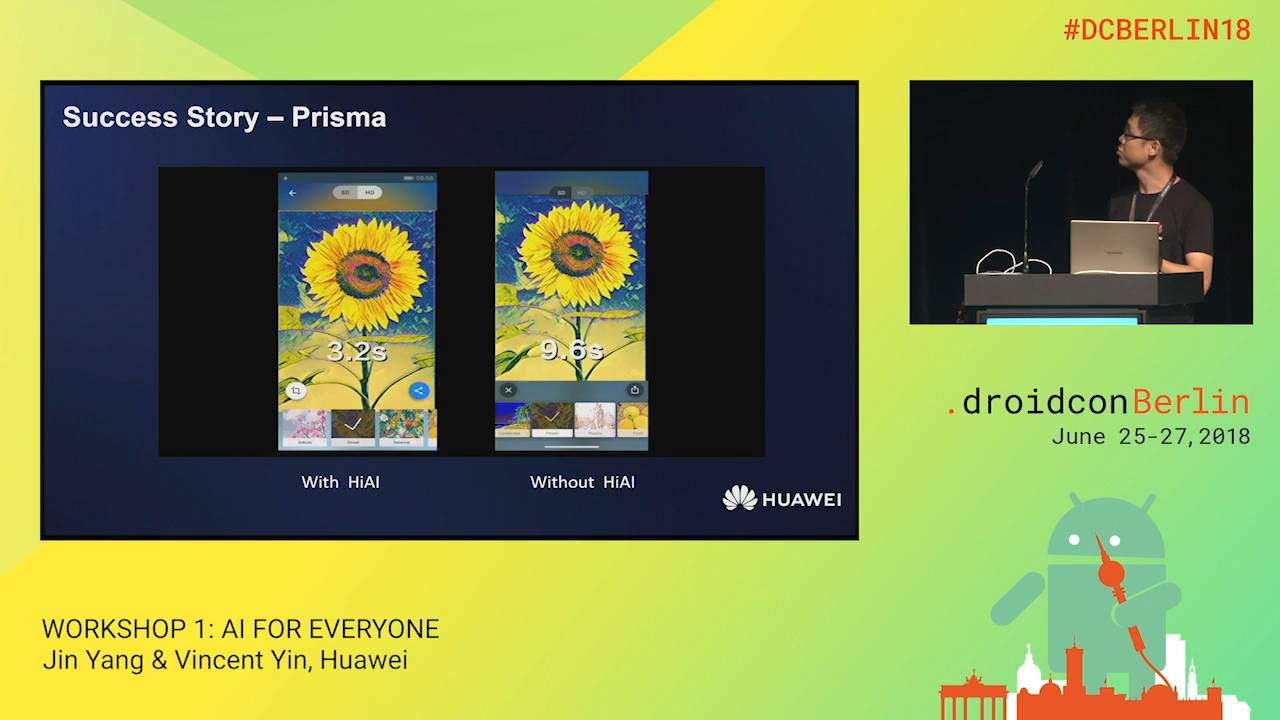 #DCBERLIN18
Success Story – Prisma
SD HD
SD HD
3.2s
9.6s
With HiAI
Without HiAI
HUAWEI
.droidconBerlin
June 25-27, 2018
WORKSHOP 1: AI FOR EVERYONE
Jin Yang & Vincent Yin, Huawei